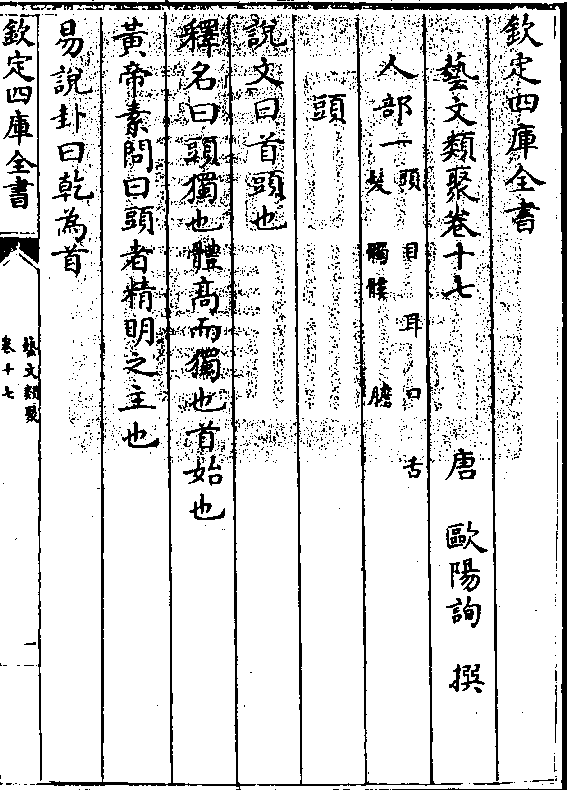 欽定四庫全書
藝文類聚卷十七
唐 歐陽詢 撰
人部一 頭 目 耳 口 舌
髮 髑髏 膽
頭
說文曰首頭也
釋名曰頭獨也體高而獨也首始也
黃帝素問曰頭者精明之主也
易說卦曰乾為首
欽定四庫全書
藝文類聚
卷十七
一